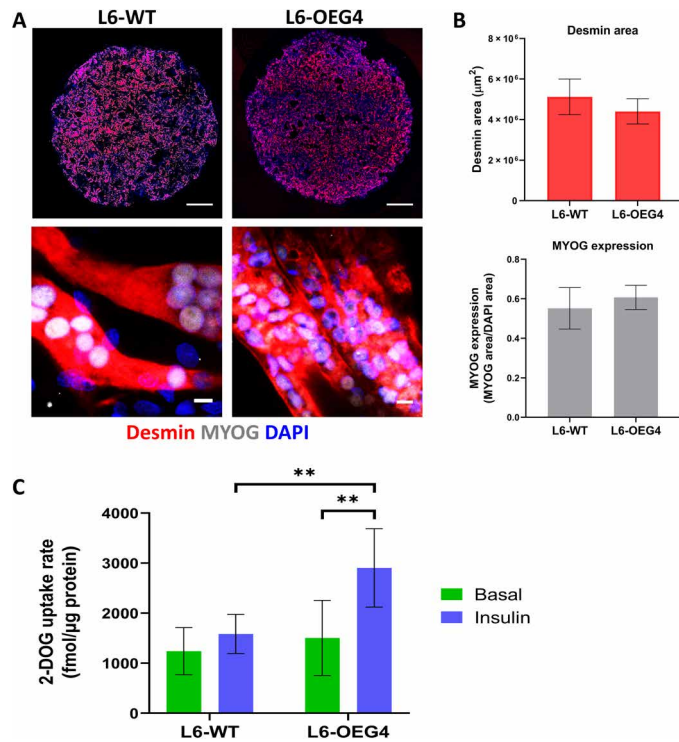 A
L6-WT
L6-OEG4
Desmin MYOG DAPI
B
Desmin area
Desmin area (μm²)
8×10⁶
6×10⁶
4×10⁶
2×10⁶
0
L6-WT
L6-OEG4
MYOG expression
MYOG expression
(MYOG area/DAPI area)
0.8
0.6
0.4
0.2
0.0
L6-WT
L6-OEG4
C
**
**
2-DOG uptake rate
(fmol/μg protein)
4000
3000
2000
1000
0
L6-WT
L6-OEG4
Basal
Insulin